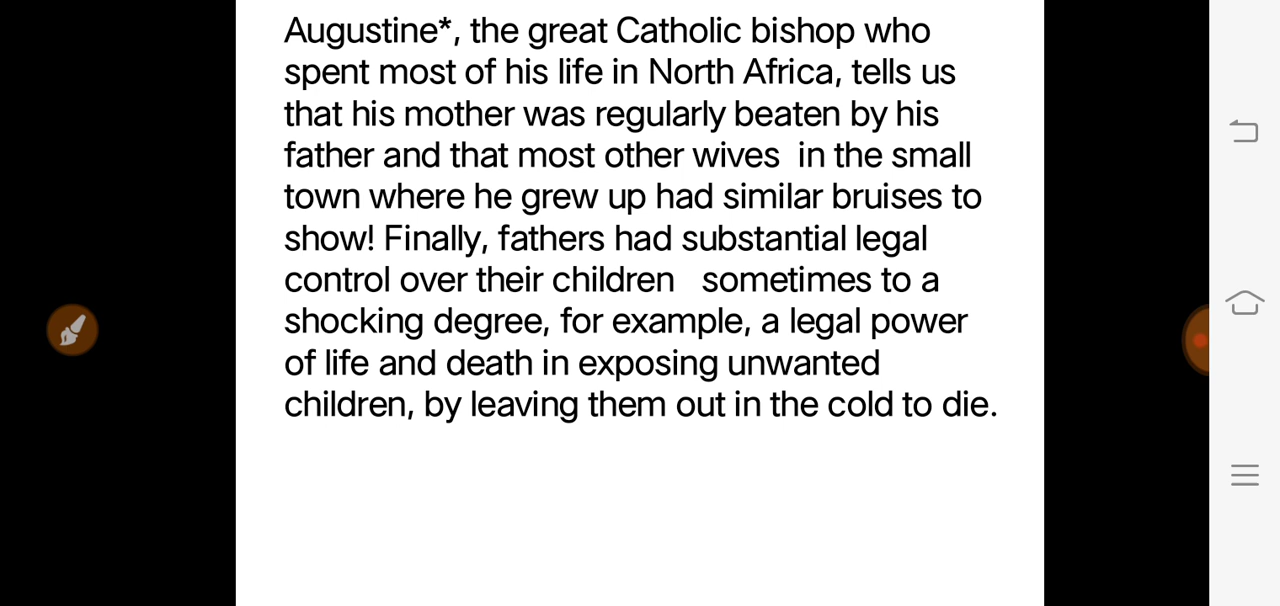 Augustine*, the great Catholic bishop who
spent most of his life in North Africa, tells us
that his mother was regularly beaten by his
father and that most other wives  in the small
town where he grew up had similar bruises to
show! Finally, fathers had substantial legal
control over their children   sometimes to a
shocking degree, for example, a legal power
of life and death in exposing unwanted
children, by leaving them out in the cold to die.